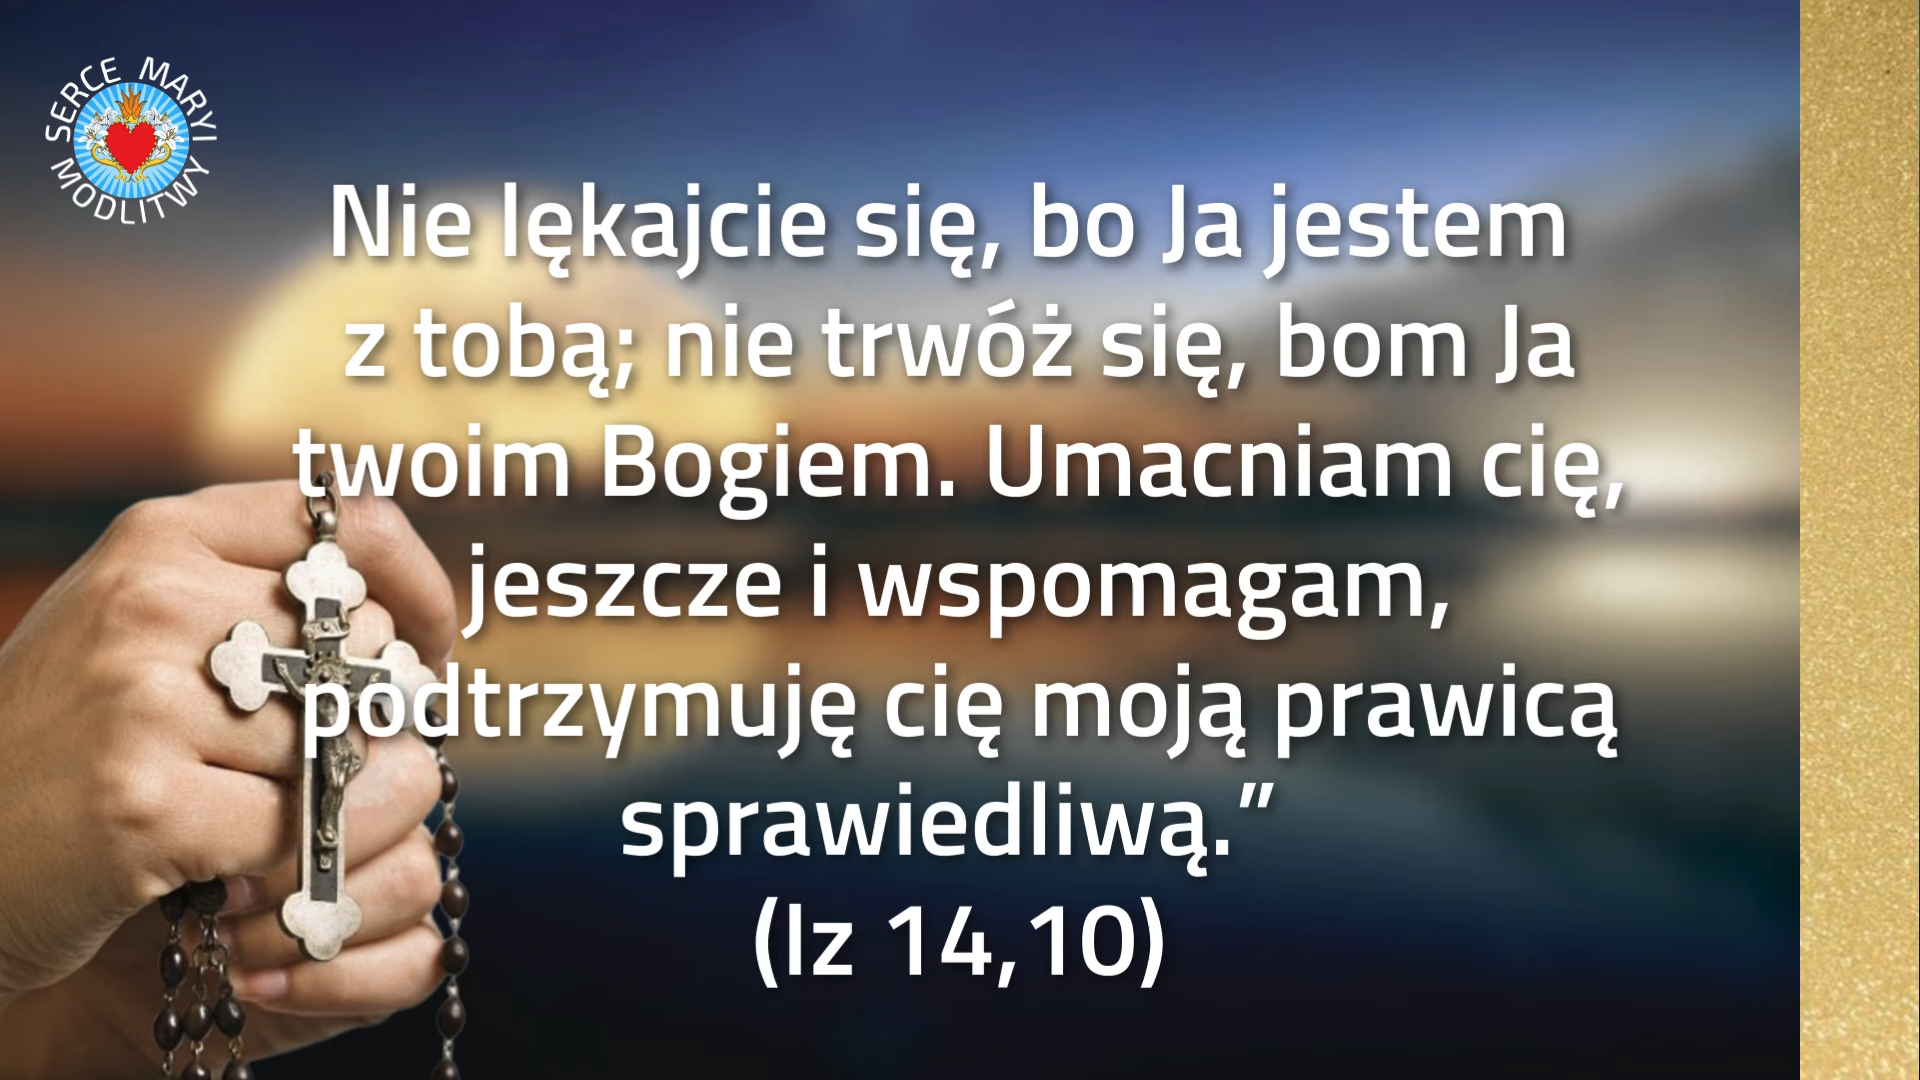 SERCE MARYI
MODLITWY
Nie lękajcie się, bo Ja jestem
z tobą; nie trwóż się, bom Ja
twoim Bogiem. Umacniam cię,
jeszcze i wspomagam,
podtrzymuję cię moją prawicą
sprawiedliwą.”
(Iz 14,10)